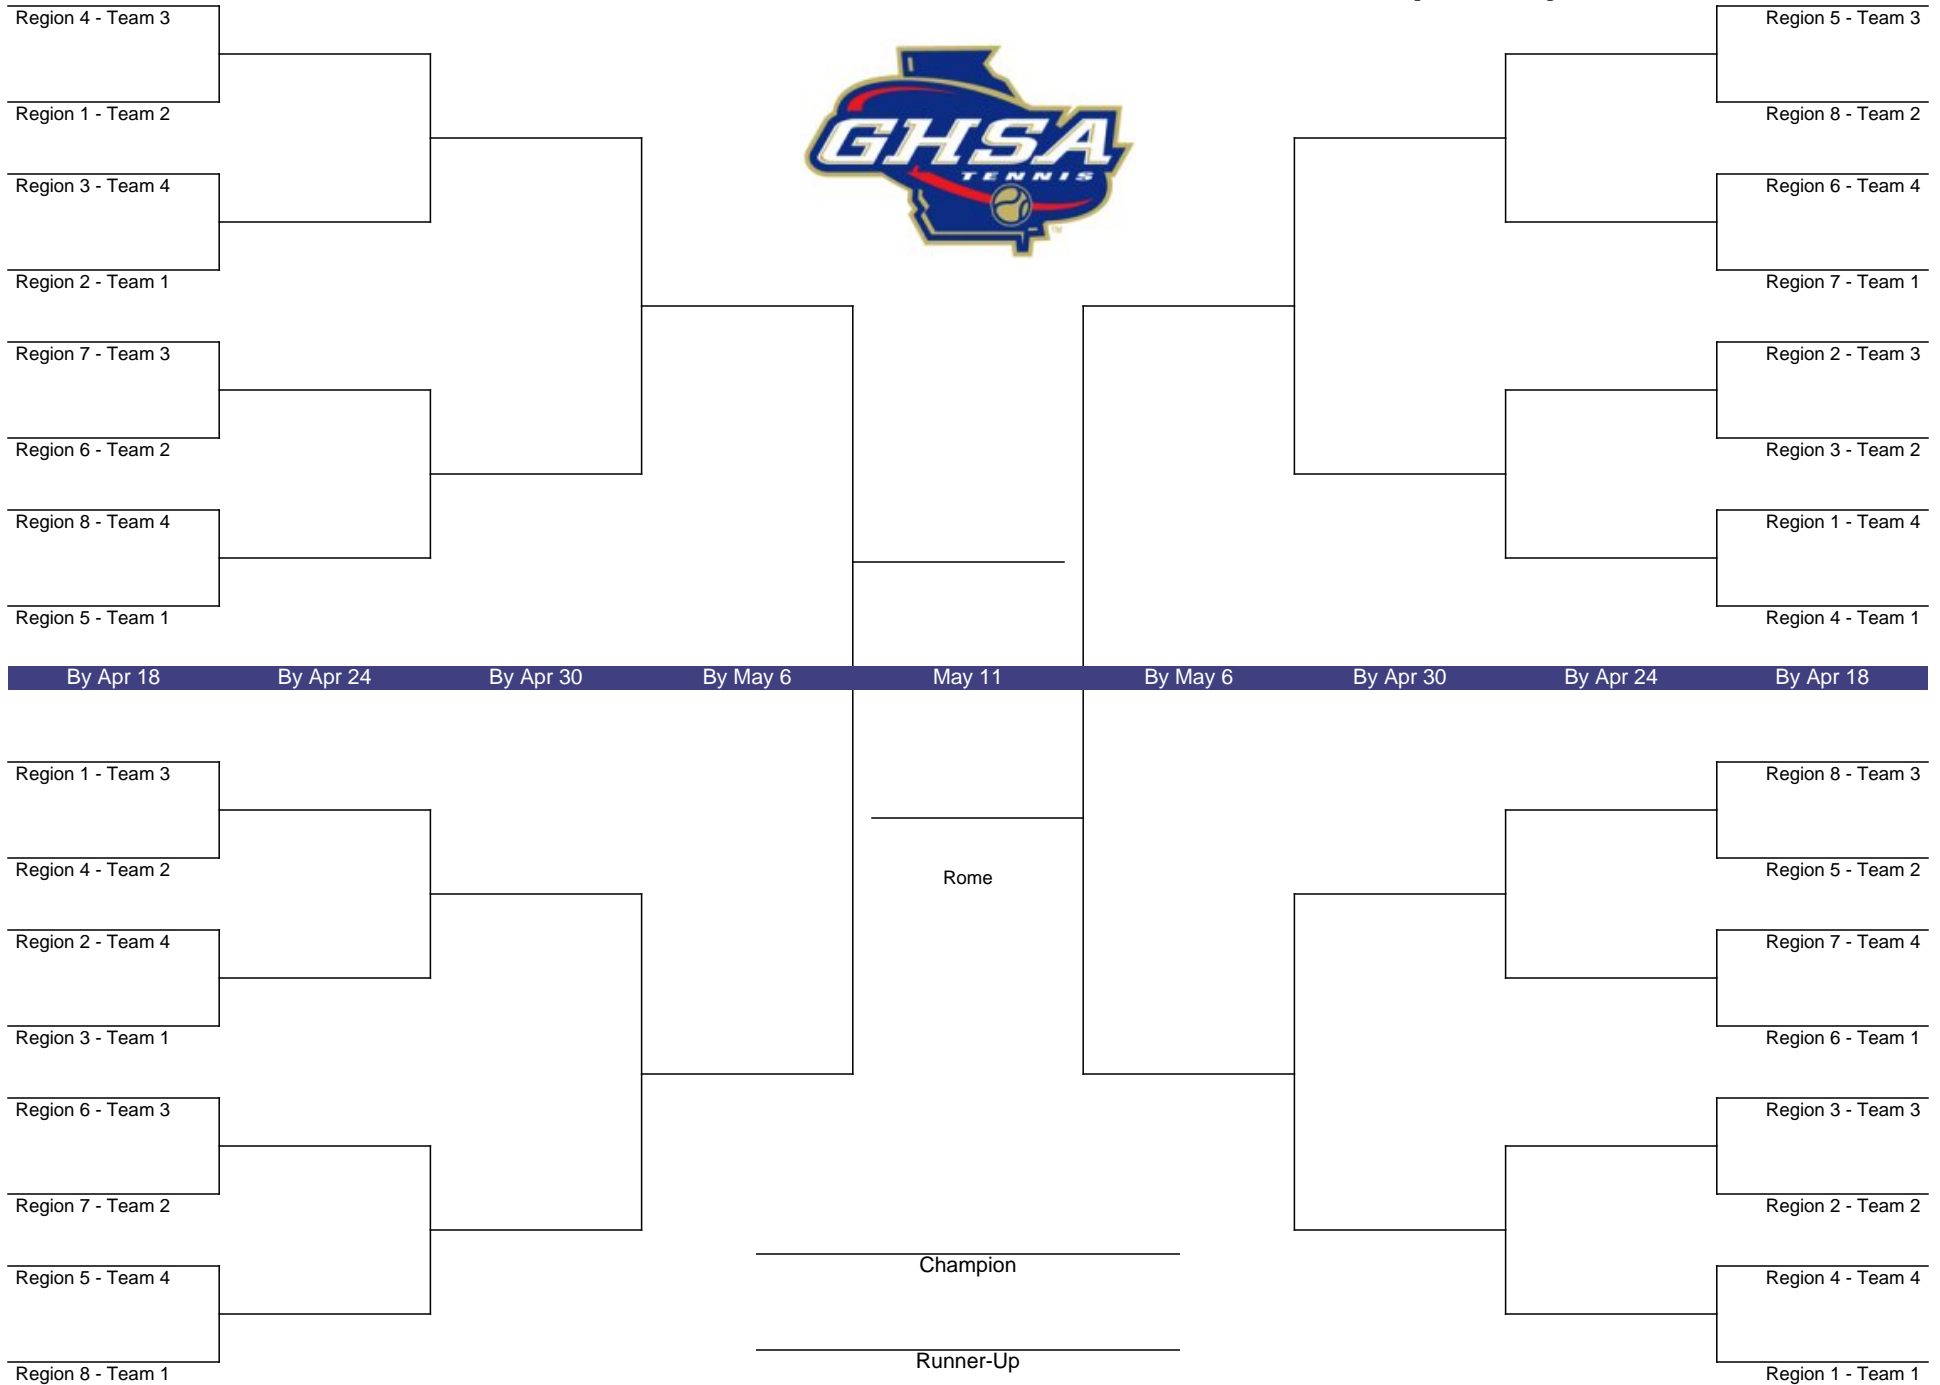 Region 4 - Team 3
Region 1 - Team 2
Region 3 - Team 4
Region 2 - Team 1
Region 7 - Team 3
Region 6 - Team 2
Region 8 - Team 4
Region 5 - Team 1
GHSA
TENNIS
TM
Region 5 - Team 3
Region 8 - Team 2
Region 6 - Team 4
Region 7 - Team 1
Region 2 - Team 3
Region 3 - Team 2
Region 1 - Team 4
Region 4 - Team 1
By Apr 18 By Apr 24 By Apr 30 By May 6 May 11 By May 6 By Apr 30 By Apr 24 By Apr 18
Region 1 - Team 3
Region 4 - Team 2
Region 2 - Team 4
Region 3 - Team 1
Region 6 - Team 3
Region 7 - Team 2
Region 5 - Team 4
Region 8 - Team 1
Rome
Champion
Runner-Up
Region 8 - Team 3
Region 5 - Team 2
Region 7 - Team 4
Region 6 - Team 1
Region 3 - Team 3
Region 2 - Team 2
Region 4 - Team 4
Region 1 - Team 1